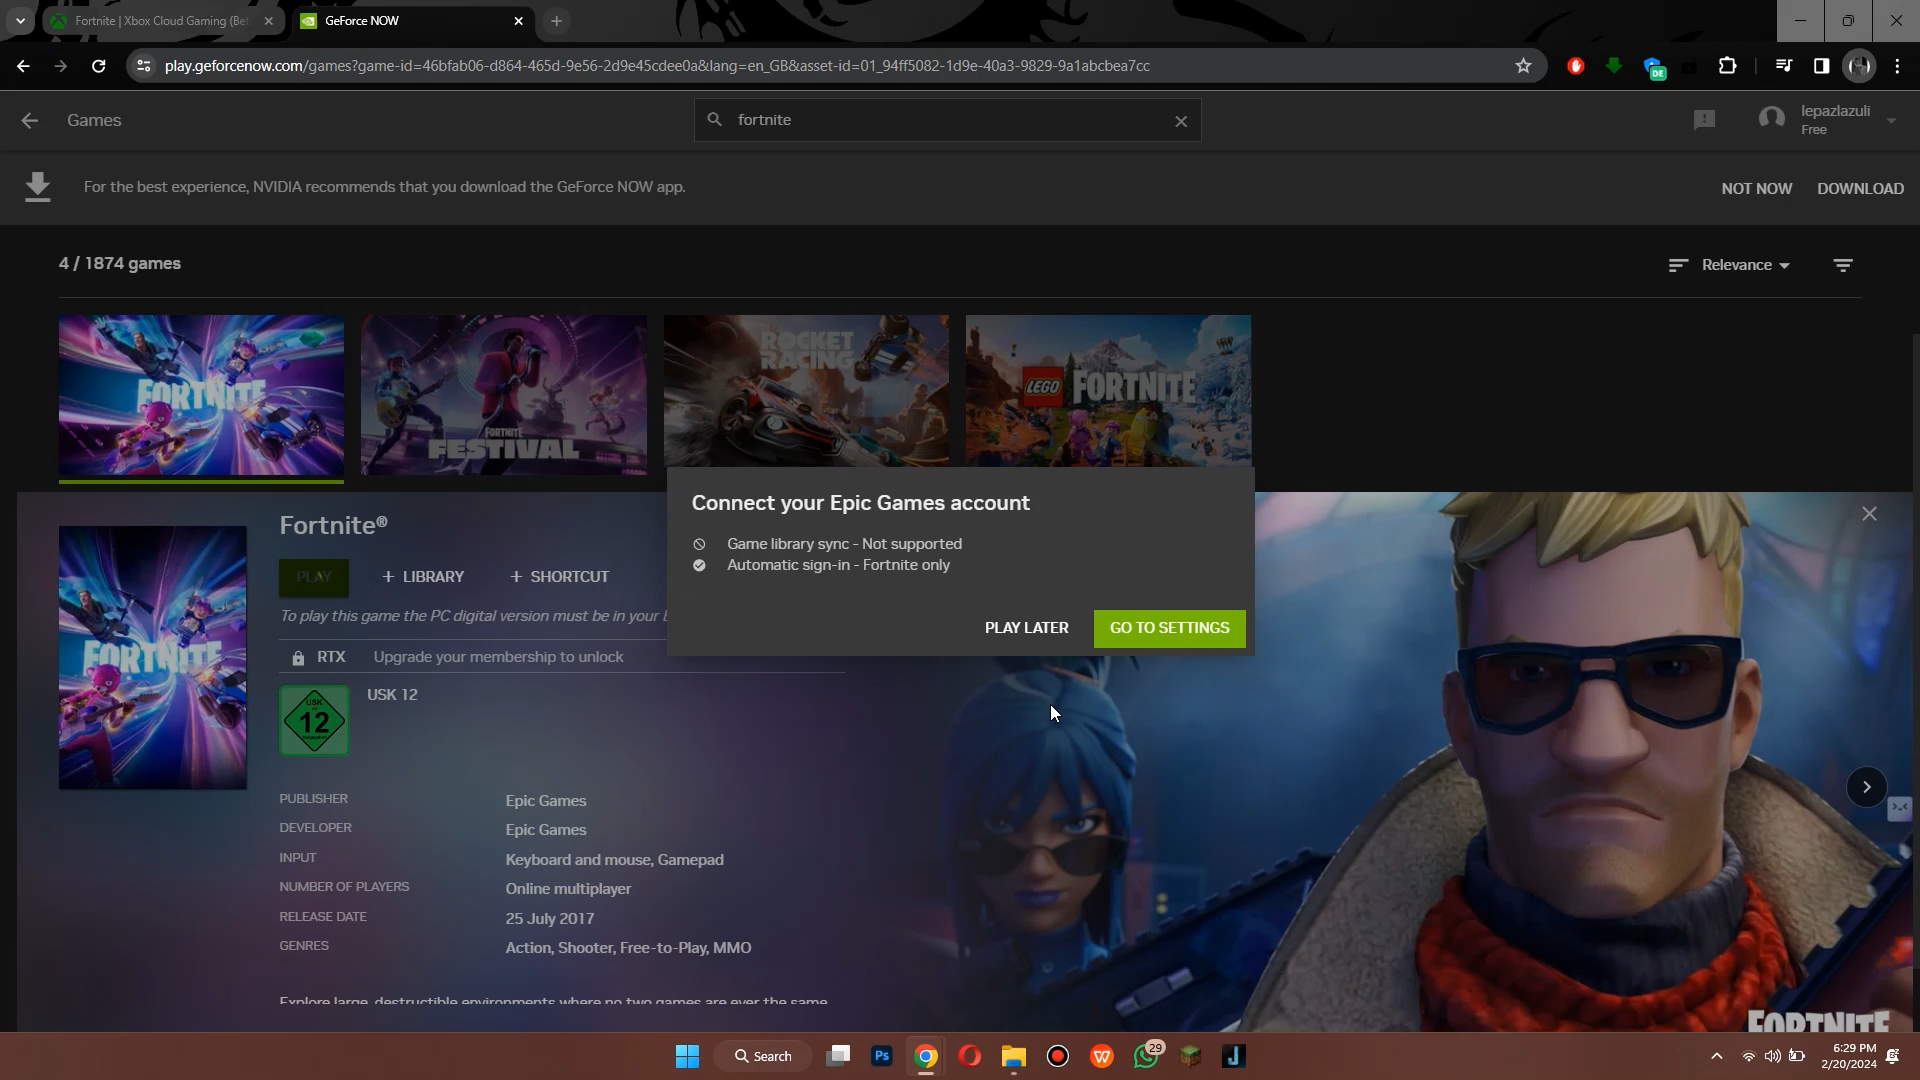 Fortnite | Xbox Cloud Gaming (Bet
GeForce NOW
play.geforcenow.com/games?game-id=46bfab06-d864-465d-9e56-2d9e45cdee0a&lang=en_GB&asset-id=01_94ff5082-1d9e-40a3-9829-9a1abcbea7cc
DE
Games
fortnite
lepazlazuli
Free
For the best experience, NVIDIA recommends that you download the GeForce NOW app.
NOT NOW
DOWNLOAD
4 / 1874 games
Relevance
FORTNITE
FORTNITE
FESTIVAL
ROCKET
RACING
LEGO FORTNITE
Connect your Epic Games account
Game library sync - Not supported
Automatic sign-in - Fortnite only
PLAY LATER
GO TO SETTINGS
Fortnite®
PLAY
+ LIBRARY
+ SHORTCUT
To play this game the PC digital version must be in your
RTX
Upgrade your membership to unlock
FORTNITE
USK
12
USK 12
PUBLISHER
Epic Games
DEVELOPER
Epic Games
INPUT
Keyboard and mouse, Gamepad
NUMBER OF PLAYERS
Online multiplayer
RELEASE DATE
25 July 2017
GENRES
Action, Shooter, Free-to-Play, MMO
Explore large, destructible environments where no two games are ever the same.
FORTNITE
Search
Ps
29
6:29 PM
2/20/2024